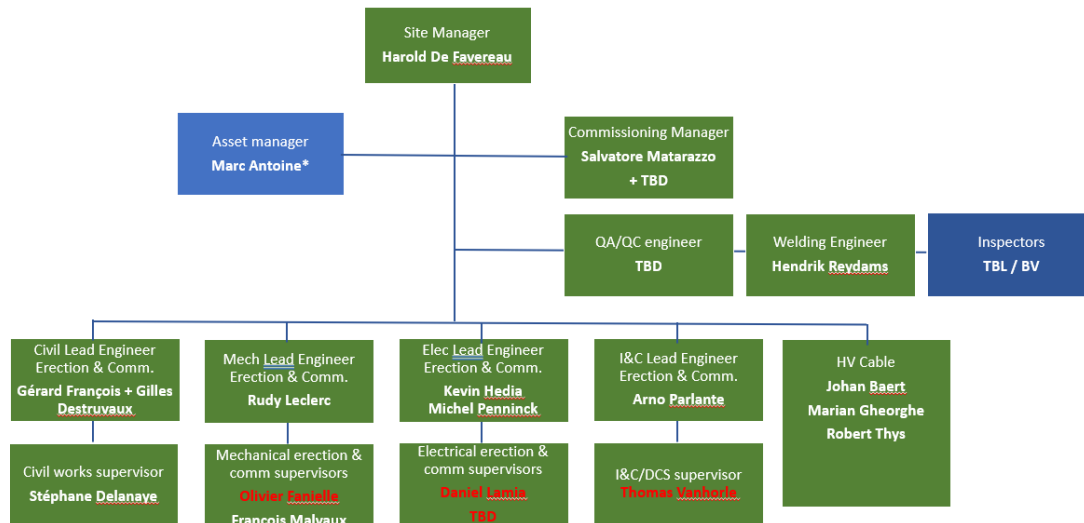 Site Manager
Harold De Favereau
Asset manager
Marc Antoine*
Commissioning Manager
Salvatore Matarazzo
+ TBD
QA/QC engineer
TBD
Welding Engineer
Hendrik Reydams
Inspectors
TBL / BV
Civil Lead Engineer
Erection & Comm.
Gérard François + Gilles
Destruvaux
Mech Lead Engineer
Erection & Comm.
Rudy Leclerc
Elec Lead Engineer
Erection & Comm.
Kevin Hedia
Michel Penninck
I&C Lead Engineer
Erection & Comm.
Arno Parlante
HV Cable
Johan Baert
Marian Gheorghe
Robert Thys
Civil works supervisor
Stéphane Delanaye
Mechanical erection
& comm supervisors
Olivier Fanielle
François Malvaux
Electrical erection &
comm supervisors
Daniel Lamia
TBD
I&C/DCS supervisor
Thomas Vanhorle